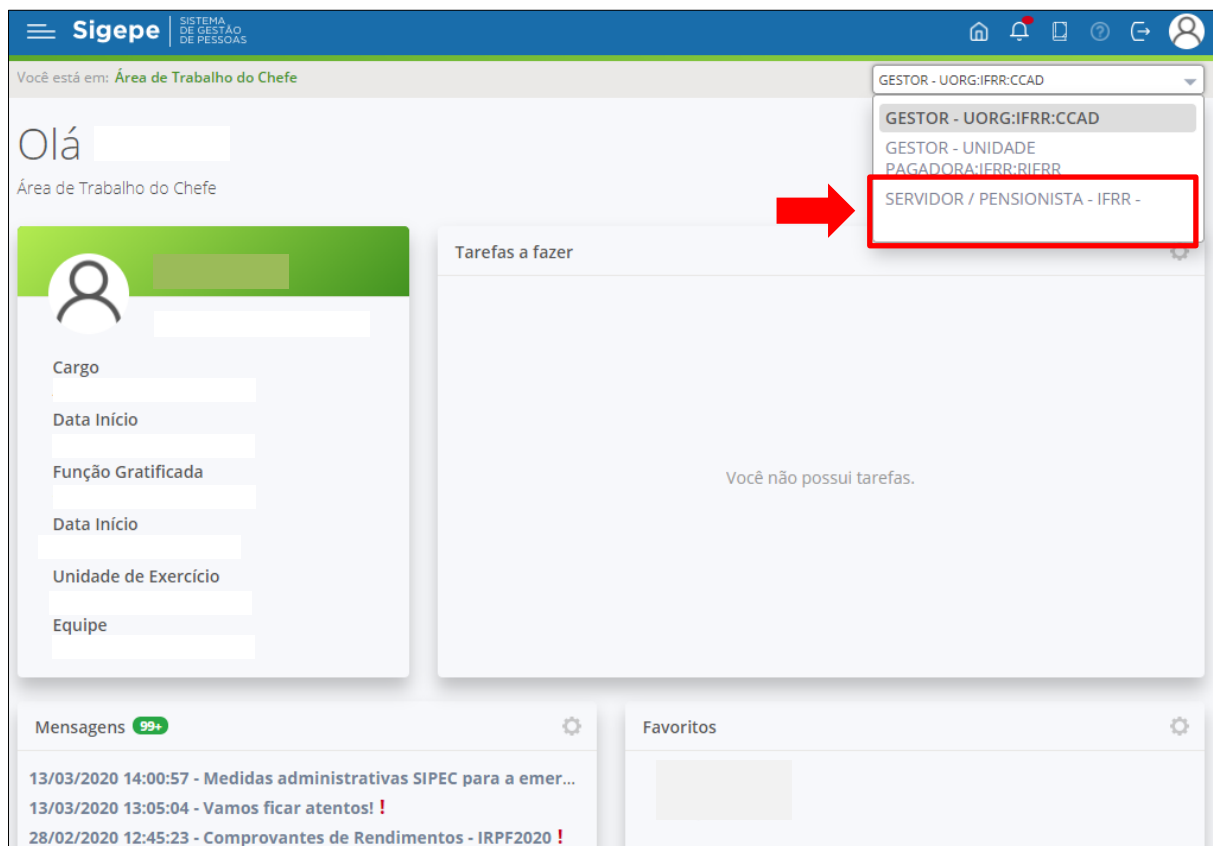 Sigepe
SISTEMA
DE GESTÃO
DE PESSOAS
Você está em: Área de Trabalho do Chefe
GESTOR - UORG:IFRR:CCAD
GESTOR - UORG:IFRR:CCAD
GESTOR - UNIDADE
PAGADORA:IFRR:RIFRR
SERVIDOR / PENSIONISTA - IFRR -
Olá
Área de Trabalho do Chefe
Tarefas a fazer
Você não possui tarefas.
Cargo
Data Início
Função Gratificada
Data Início
Unidade de Exercício
Equipe
Mensagens 99+
13/03/2020 14:00:57 - Medidas administrativas SIPEC para a emer...
13/03/2020 13:05:04 - Vamos ficar atentos! !
28/02/2020 12:45:23 - Comprovantes de Rendimentos - IRPF2020 !
Favoritos